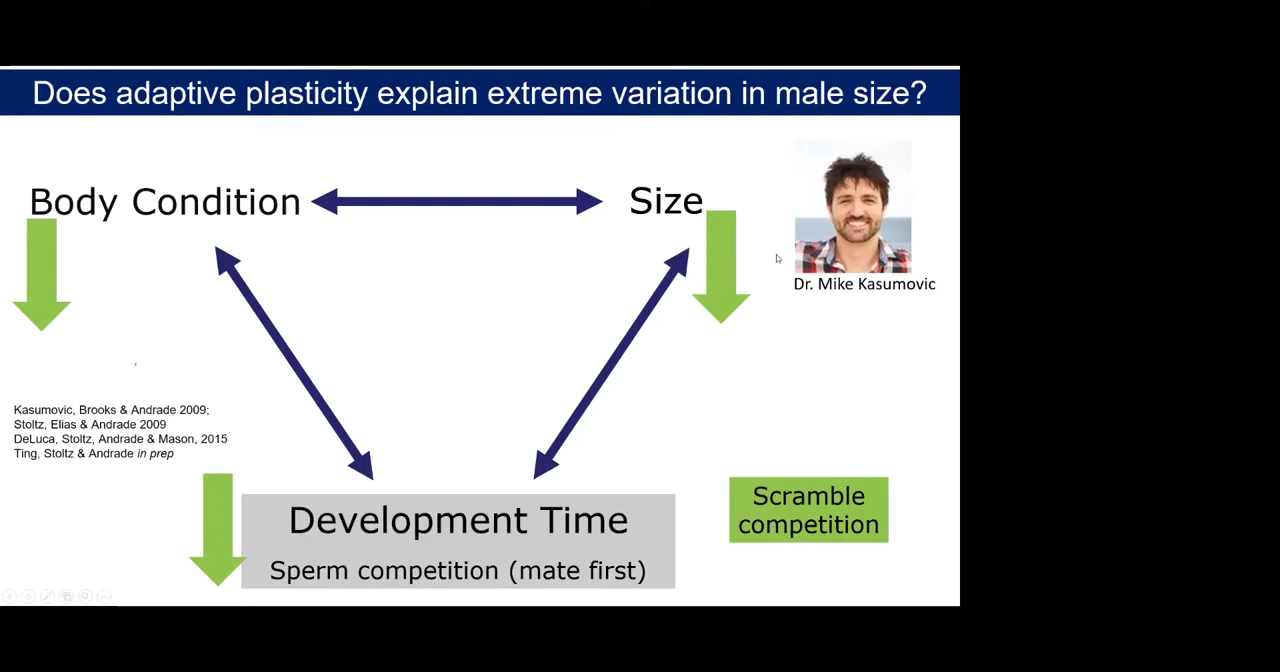 Does adaptive plasticity explain extreme variation in male size?
Body Condition
Size
Dr. Mike Kasumovic
Kasumovic, Brooks & Andrade 2009;
Stoltz, Elias & Andrade 2009
DeLuca, Stoltz, Andrade & Mason, 2015
Ting, Stoltz & Andrade in prep
Development Time
Sperm competition (mate first)
Scramble
competition